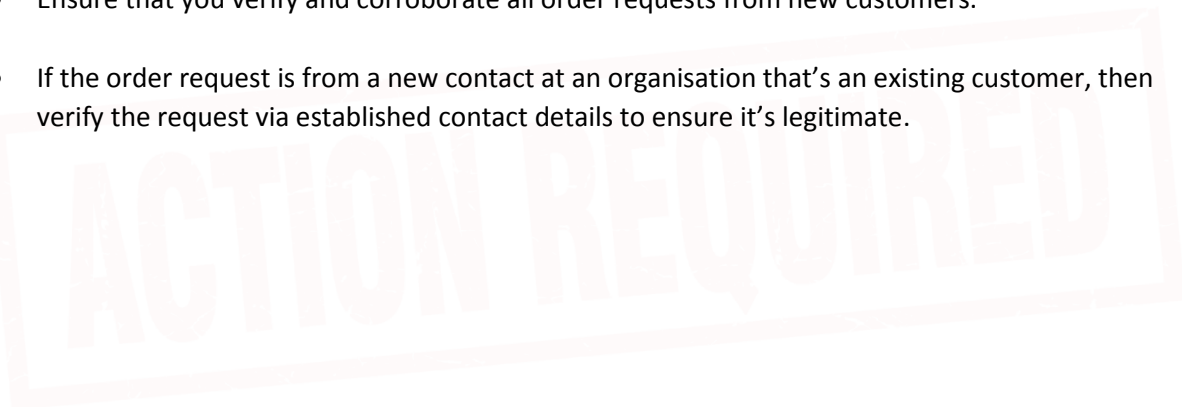 Ensure that you verify and corroborate all order requests from new customers.
If the order request is from a new contact at an organisation that’s an existing customer, then
verify the request via established contact details to ensure it’s legitimate.
ACTION REQUIRED